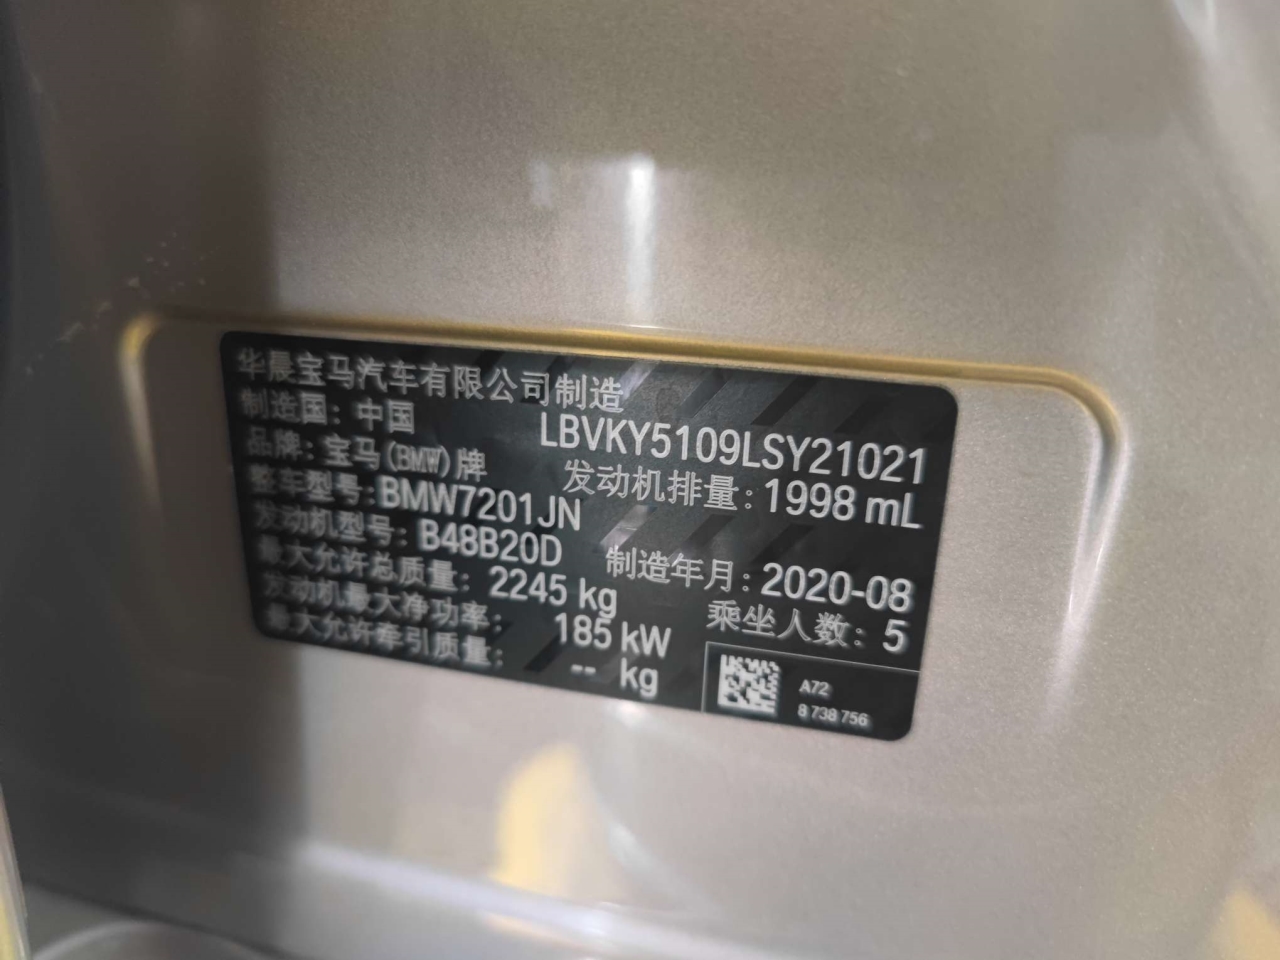 华晨宝马汽车有限公司制造
制造国：中国
LBVKY5109LSY21021
品牌：宝马(BMW)牌
发动机排量：1998 mL
整车型号：BMW7201JN
发动机型号：B48B20D
制造年月：2020-08
最大允许总质量：2245 kg
乘坐人数：5
发动机最大净功率：185 kW
最大允许牵引质量：-- kg
A72
8 738 756